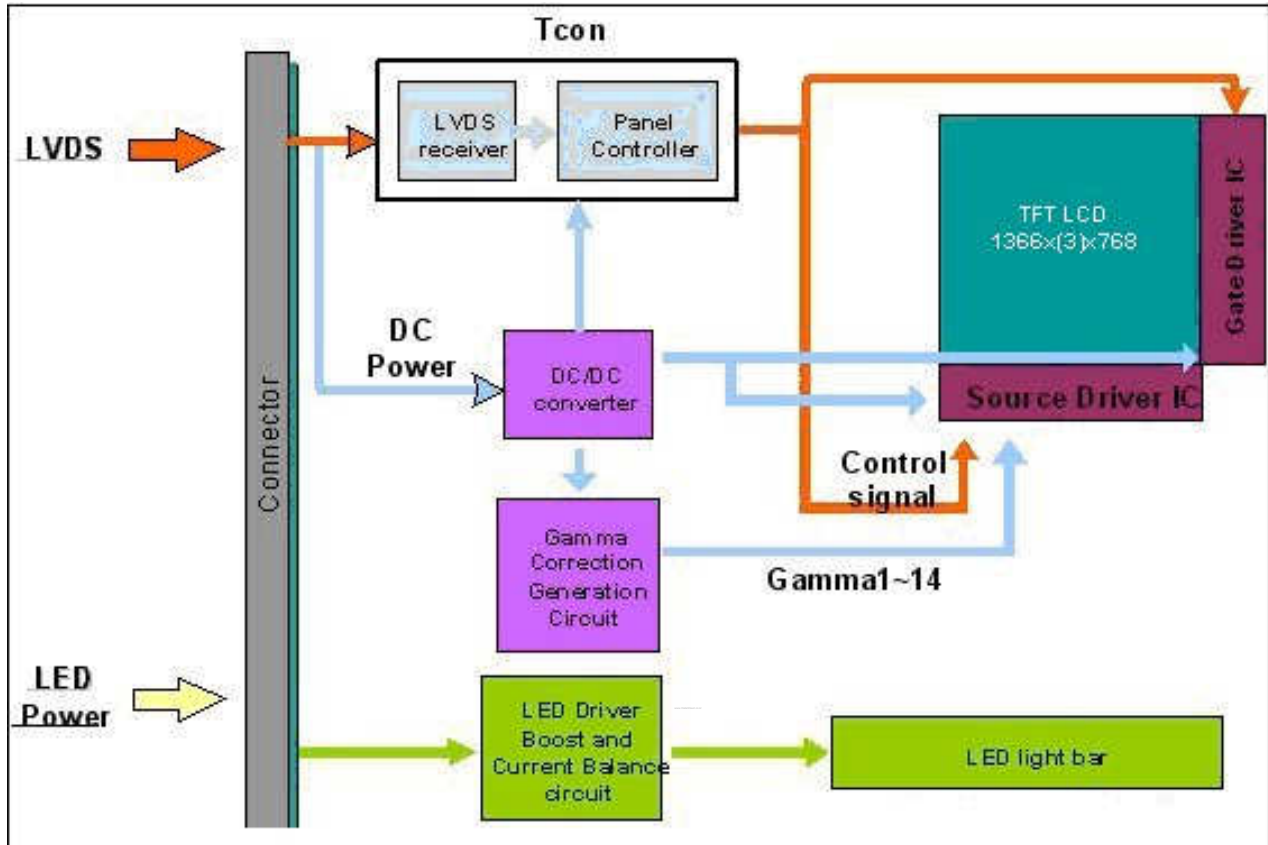 Tcon
LVDS
LVDS
receiver
Panel
Controller
TFT LCD
1366x(3)x768
Gate Driver IC
DC
Power
DC/DC
converter
Source Driver IC
Connector
Control
signal
Gamma
Correction
Generation
Circuit
Gamma1~14
LED
Power
LED Driver
Boost and
Current Balance
circuit
LED light bar